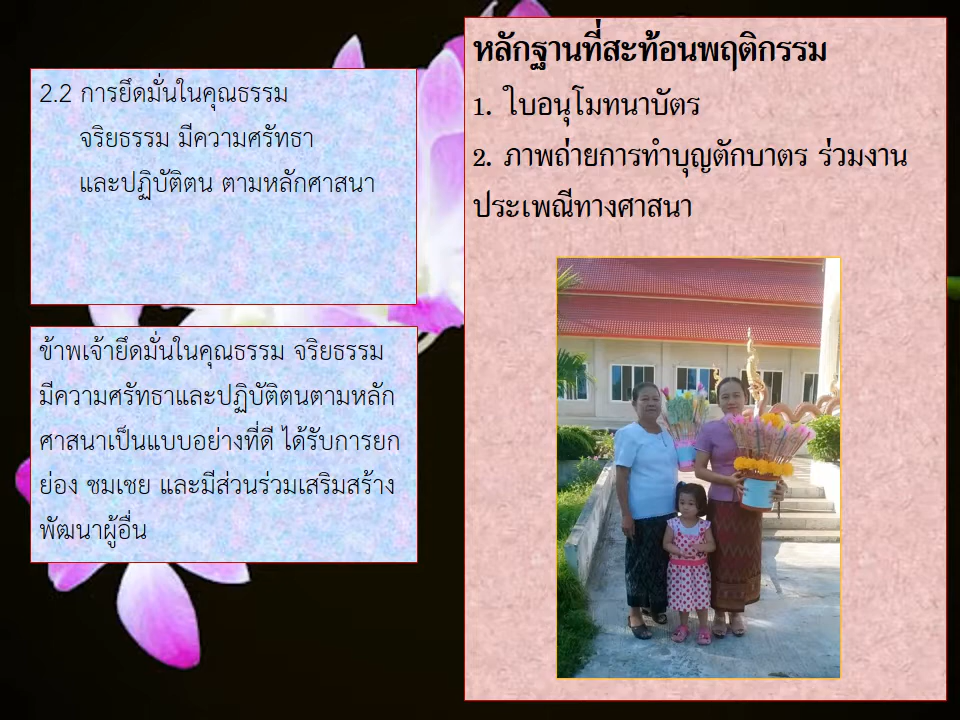 2.2 การยึดมั่นในคุณธรรม
จริยธรรม มีความศรัทธา
และปฏิบัติตน ตามหลักศาสนา
ข้าพเจ้ายึดมั่นในคุณธรรม จริยธรรม
มีความศรัทธาและปฏิบัติตนตามหลัก
ศาสนาเป็นแบบอย่างที่ดี ได้รับการยก
ย่อง ชมเชย และมีส่วนร่วมเสริมสร้าง
พัฒนาผู้อื่น
หลักฐานที่สะท้อนพฤติกรรม
1. ใบอนุโมทนาบัตร
2. ภาพถ่ายการทำบุญตักบาตร ร่วมงาน
ประเพณีทางศาสนา